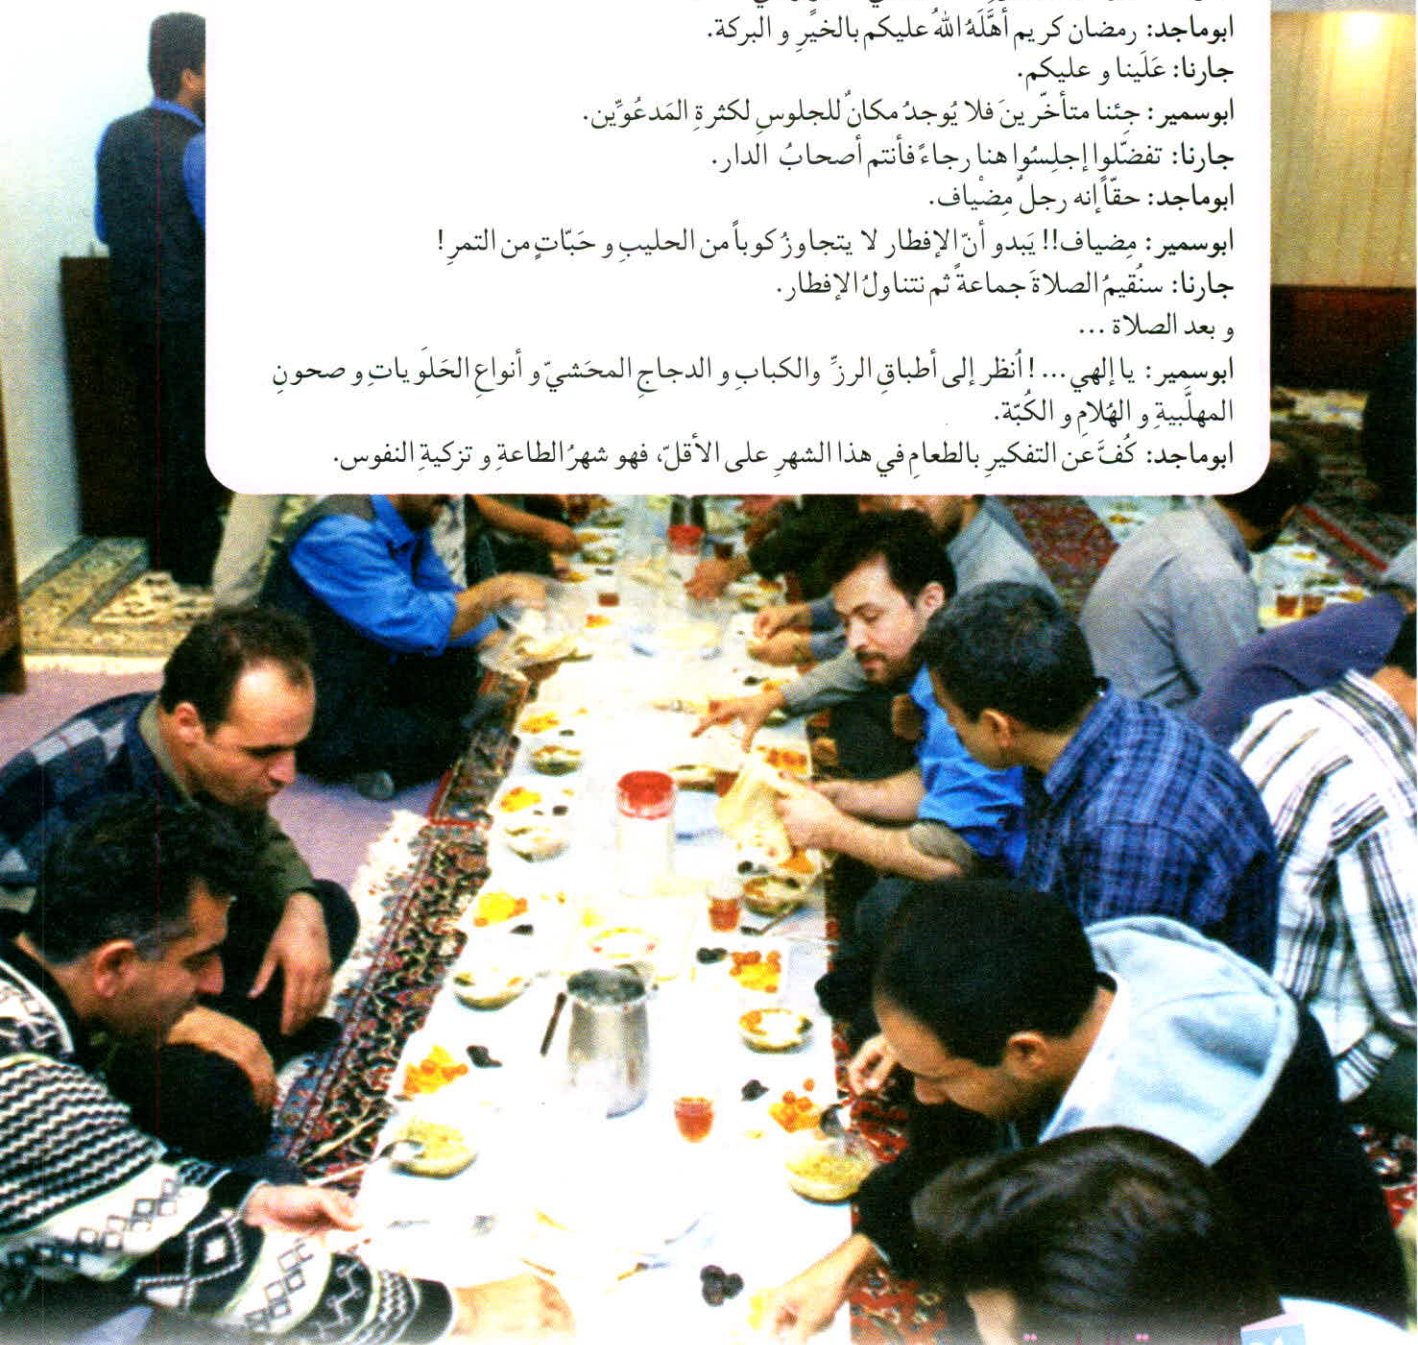 ابوماجد: رمضان كريم أهَّلَهُ اللهُ عليكم بالخيرِ و البركة.
جارنا: عَلَينا و عليكم.
ابوسمير: جِئنا متأخّرينَ فلا يُوجدُ مكانٌ للجلوسِ لكثرةِ المَدعُوِّين.
جارنا: تفضّلوا إجلِسُوا هنا رجاءً فأنتم أصحابُ الدار.
ابوماجد: حقّاً إنه رجلٌ مِضْياف.
ابوسمير: مِضياف!! يَبدو أنّ الإفطار لا يتجاوزُ كوباً من الحليبِ و حَبّاتٍ من التمرِ!
جارنا: سنُقيمُ الصلاةَ جماعةً ثم نتناولُ الإفطار.
و بعد الصلاة ...
ابوسمير: يا إلهي ...! اُنظر إلى أطباقِ الرزِّ والكبابِ و الدجاجِ المحَشيّ و أنواعِ الحَلَوياتِ و صحونِ
المهلَّبيةِ و الهُلامِ و الكُبّة.
ابوماجد: كُفَّ عن التفكيرِ بالطعامِ في هذا الشهرِ على الأقلّ، فهو شهرُ الطاعةِ و تزكيةِ النفوس.